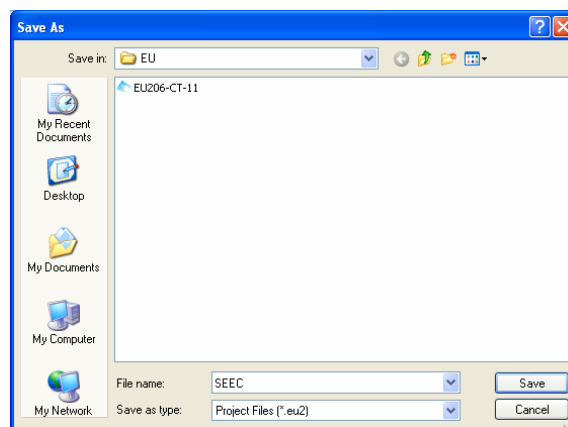 Save As
Save in:
EU
EU206-CT-11
My Recent
Documents
Desktop
My Documents
My Computer
My Network
File name:
SEEC
Save
Save as type:
Project Files (*.eu2)
Cancel